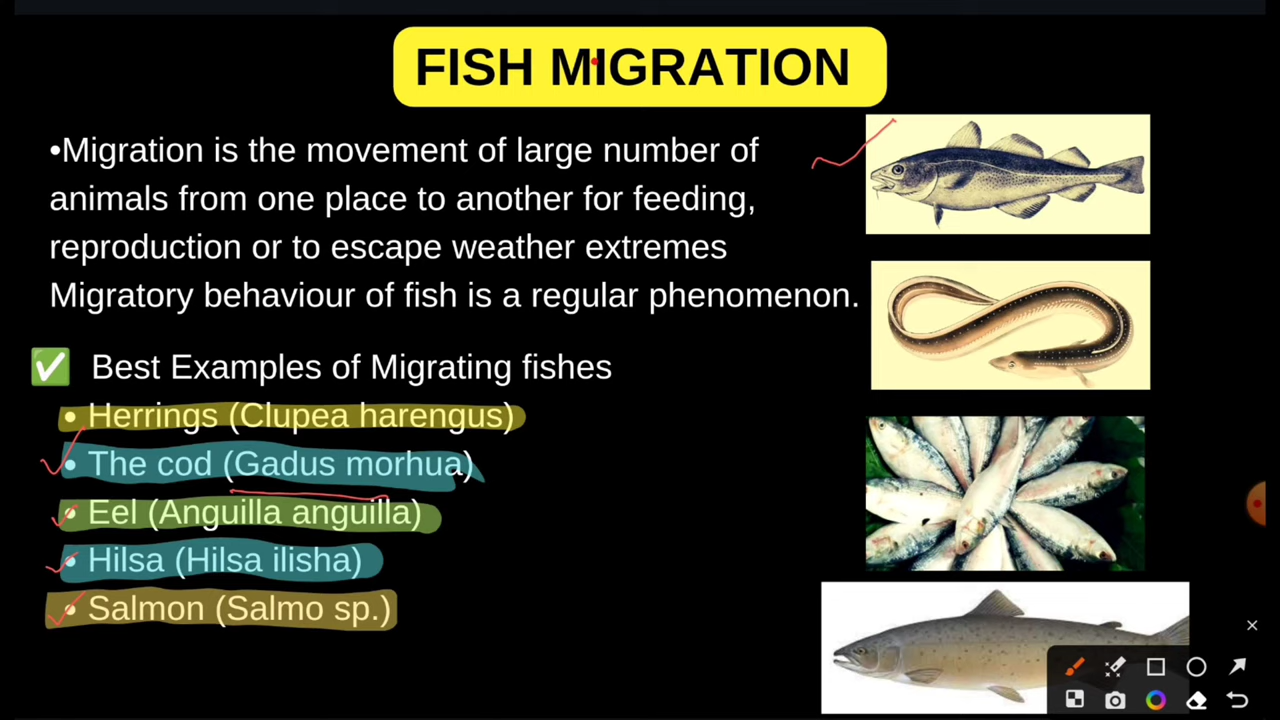 FISH MIGRATION
•Migration is the movement of large number of
animals from one place to another for feeding,
reproduction or to escape weather extremes
Migratory behaviour of fish is a regular phenomenon.
✅ Best Examples of Migrating fishes
• Herrings (Clupea harengus)
• The cod (Gadus morhua)
• Eel (Anguilla anguilla)
• Hilsa (Hilsa ilisha)
• Salmon (Salmo sp.)